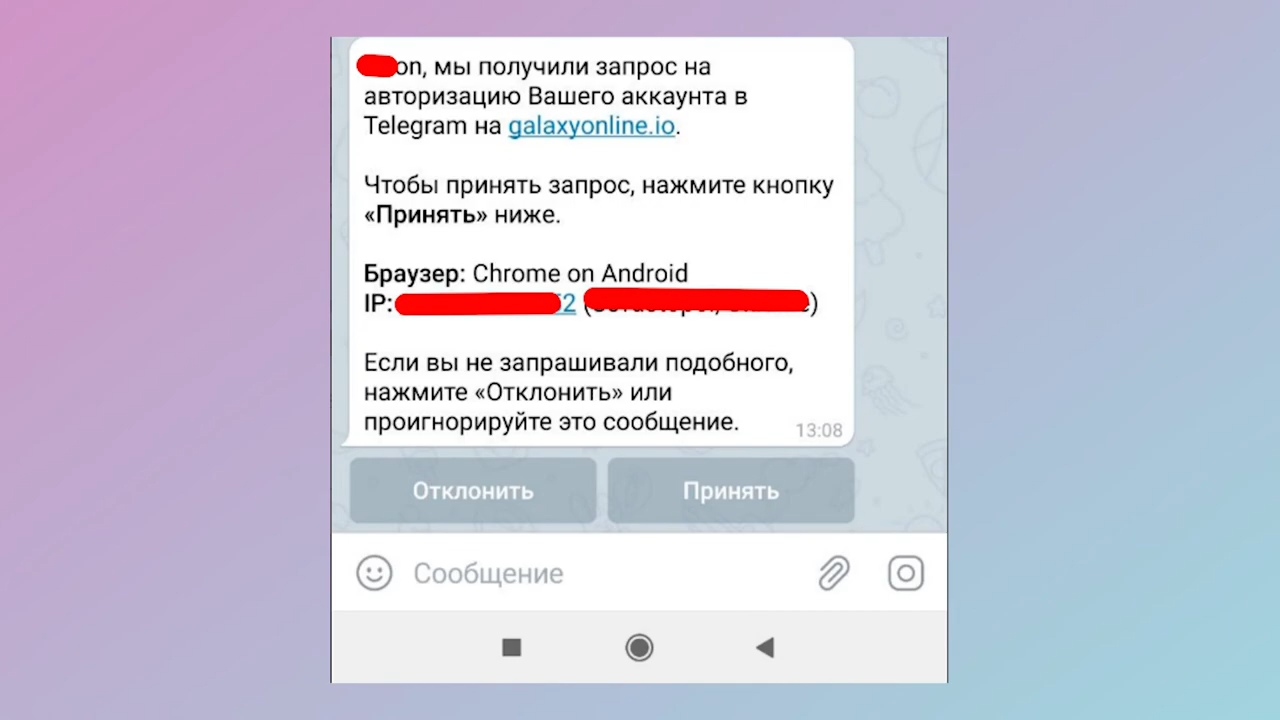 on, мы получили запрос на
авторизацию Вашего аккаунта в
Telegram на galaxyonline.io.
Чтобы принять запрос, нажмите кнопку
«Принять» ниже.
Браузер: Chrome on Android
IP: 2 ( )
Если вы не запрашивали подобного,
нажмите «Отклонить» или
проигнорируйте это сообщение.
13:08
Отклонить Принять
Сообщение